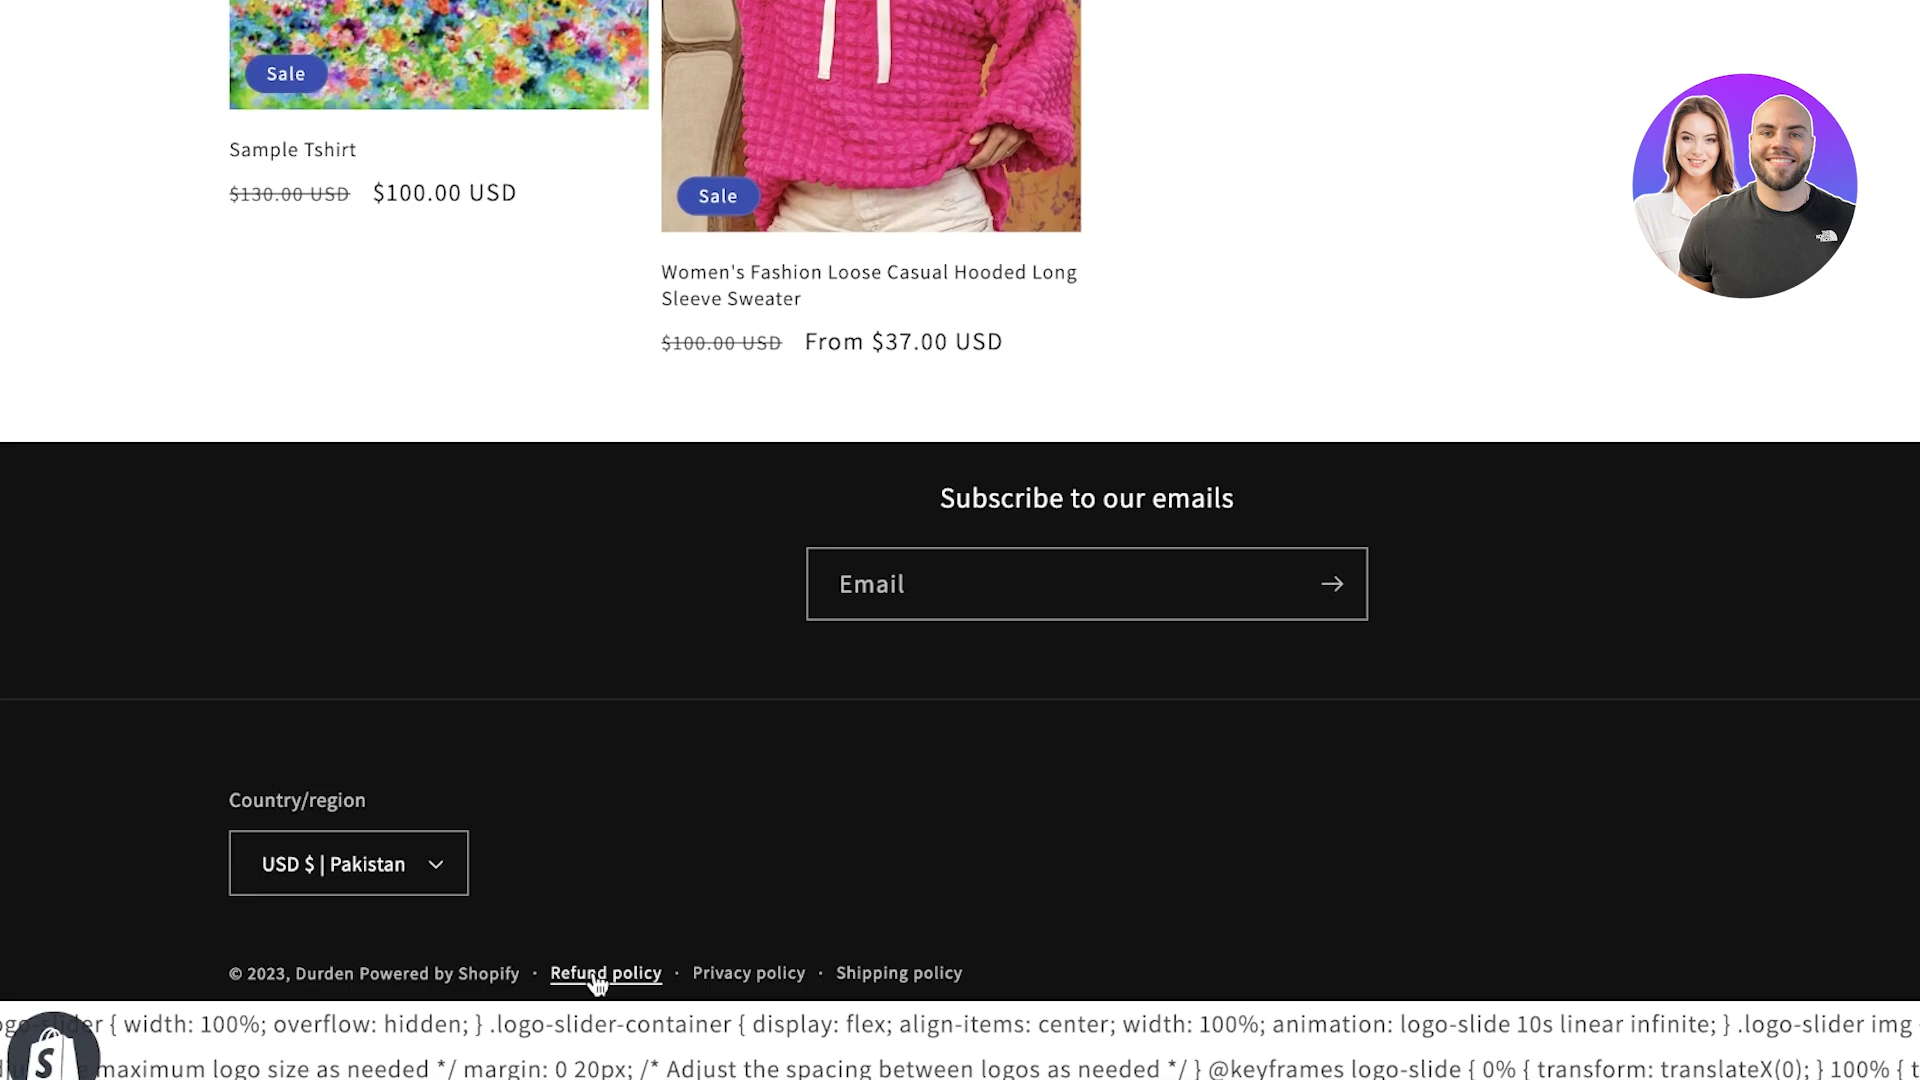 Sale
Sample Tshirt
$130.00 USD $100.00 USD
Sale
Women's Fashion Loose Casual Hooded Long
Sleeve Sweater
$100.00 USD From $37.00 USD
THE NORTH FACE
Subscribe to our emails
Email
Country/region
USD $ | Pakistan
© 2023, Durden Powered by Shopify · Refund policy · Privacy policy · Shipping policy
{ width: 100%; overflow: hidden; } .logo-slider-container { display: flex; align-items: center; width: 100%; animation: logo-slide 10s linear infinite; } .logo-slider img
maximum logo size as needed */ margin: 0 20px; /* Adjust the spacing between logos as needed */ } @keyframes logo-slide { 0% { transform: translateX(0); } 100% { t